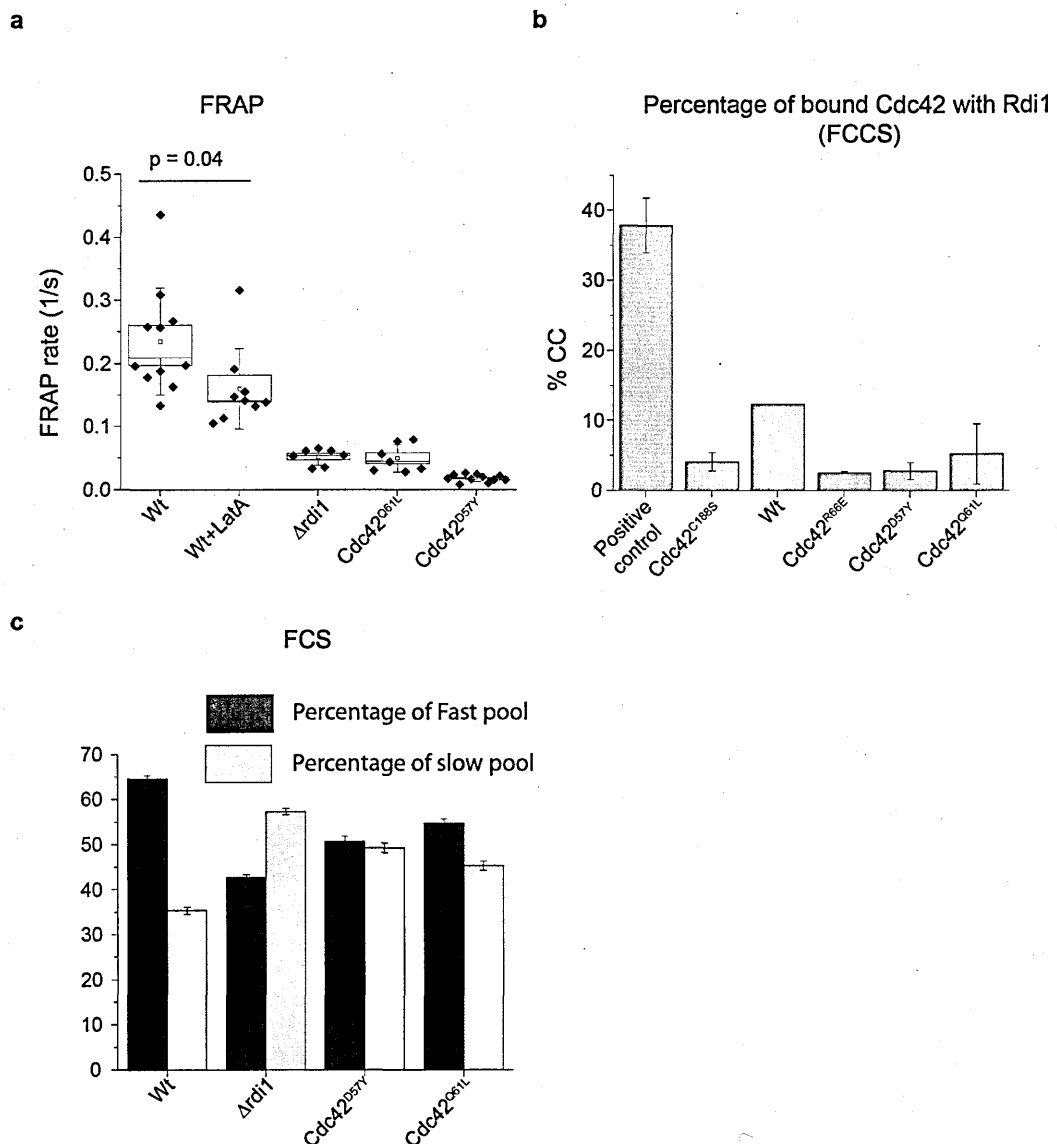 a
FRAP
p = 0.04
FRAP rate (1/s)
0.5
0.4
0.3
0.2
0.1
0.0
Wt
Wt+LatA
Δrdi1
Cdc42Q61L
Cdc42D57Y
b
Percentage of bound Cdc42 with Rdi1
(FCCS)
% CC
40
30
20
10
0
Positive
control
Cdc42C188S
Wt
Cdc42R66E
Cdc42D57Y
Cdc42Q61L
c
FCS
Percentage of Fast pool
Percentage of slow pool
70
60
50
40
30
20
10
0
Wt
Δrdi1
Cdc42D57Y
Cdc42Q61L